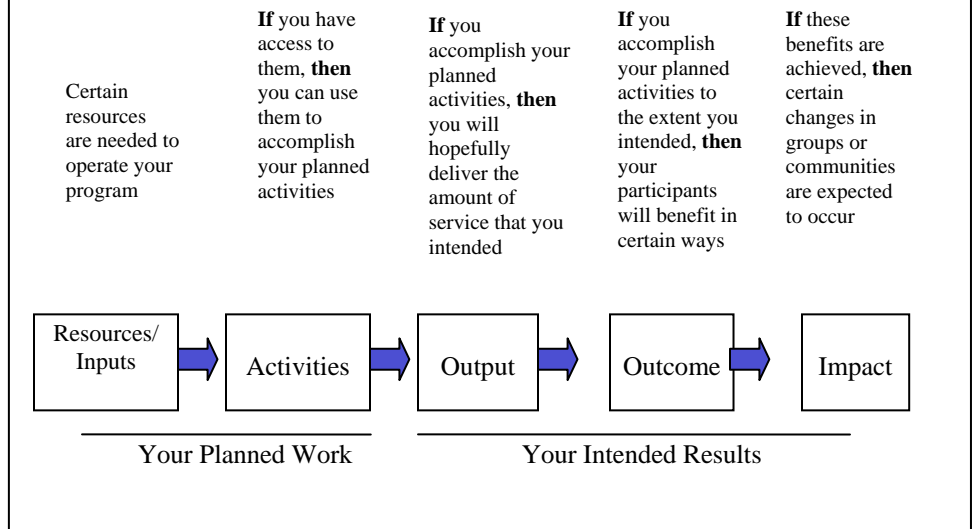 Certain
resources
are needed to
operate your
program
If you have
access to
them, then
you can use
them to
accomplish
your planned
activities
If you
accomplish your
planned
activities, then
you will
hopefully
deliver the
amount of
service that you
intended
If you
accomplish
your planned
activities to
the extent you
intended, then
your
participants
will benefit in
certain ways
If these
benefits are
achieved, then
certain
changes in
groups or
communities
are expected
to occur
Resources/
Inputs
Activities
Output
Outcome
Impact
Your Planned Work
Your Intended Results